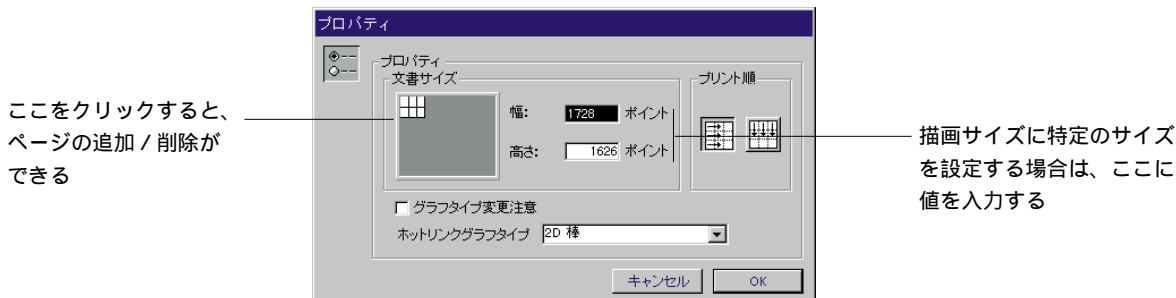 プロパティ
プロパティ
文書サイズ
プリント順
ここをクリックすると、
ページの追加 / 削除が
できる
幅: 1728 ポイント
高さ: 1626 ポイント
描画サイズに特定のサイズ
を設定する場合は、ここに
値を入力する
グラフタイプ変更注意
ホットリンクグラフタイプ 2D 棒
キャンセル OK